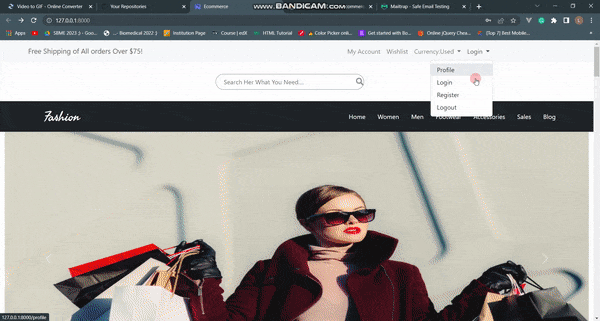 Video to GIF - Online Converter
Your Repositories
Ecommerce
WWW.BANDICAM.COM
ommerce
Mailtrap - Safe Email Testing
127.0.0.1:8000
SBME 2023 :)
..:: Biomedical 2022 :)
Institution Page
Course | edX
HTML Tutorial
Color Picker onli...
Get started with Bo...
Online jQuery Chea...
(Top 7) Best Mobile...
Free Shipping of All orders Over $75!
My Account
Wishlist
Currency.Used
Login
Profile
Login
Register
Logout
Search Her What You Need...
Fashion
Home
Women
Men
Footwear
Accessories
Sales
Blog
127.0.0.1:8000/profile